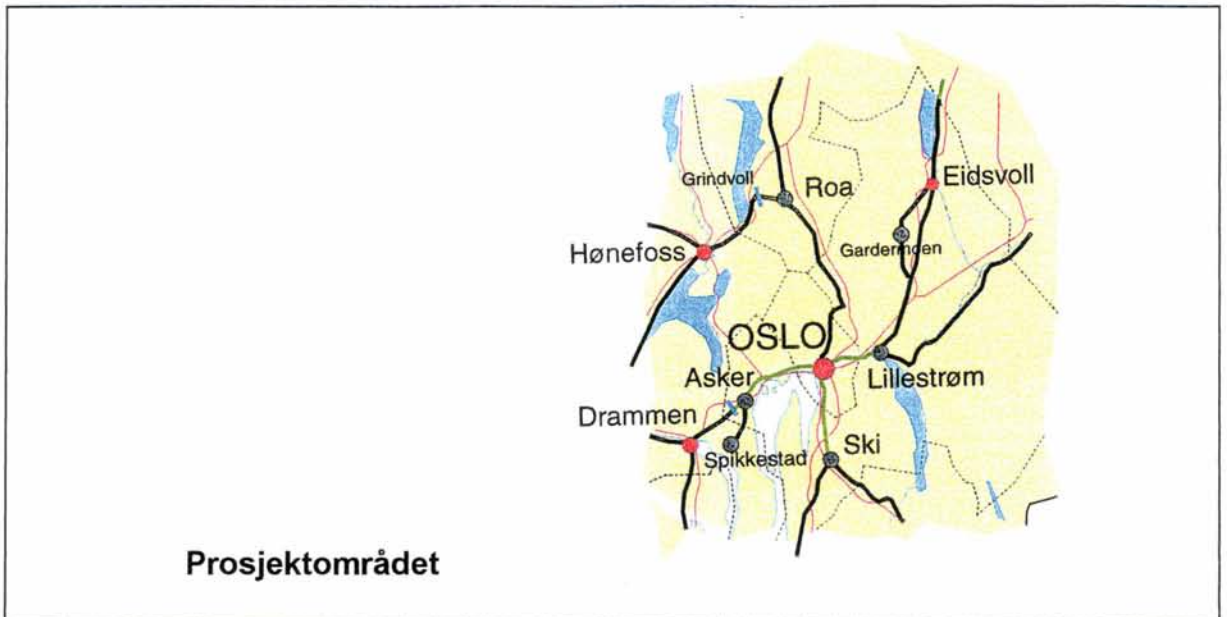 Grindvoll
Roa
Eidsvoll
Gardermoen
Hønefoss
OSLO
Asker
Lillestrøm
Drammen
Spikkestad
Ski
Prosjektområdet